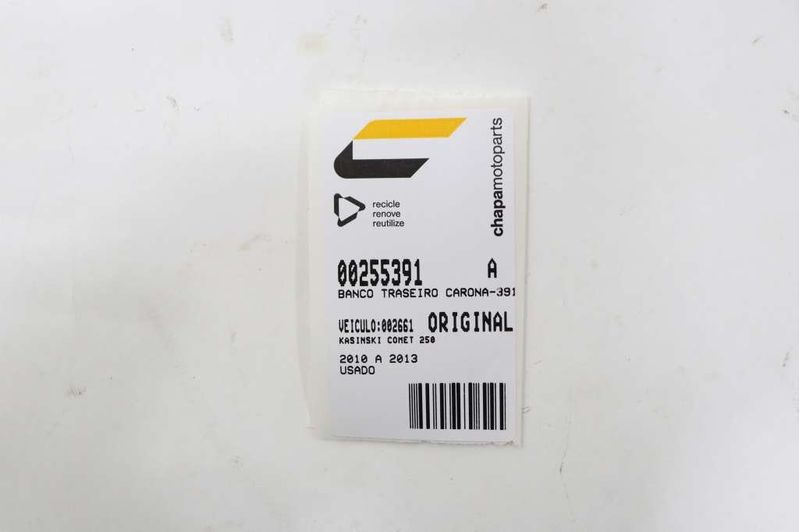 chapamotoparts
recicle
renove
reutilize
00255391 A
BANCO TRASEIRO CARONA-391
VEICULO:002661 ORIGINAL
KASINSKI COMET 250
2010 A 2013
USADO